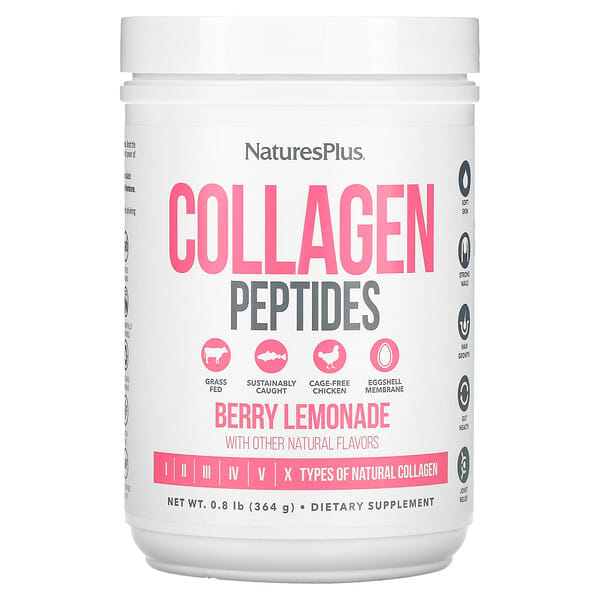 NaturesPlus.
COLLAGEN
PEPTIDES
GRASS
FED
SUSTAINABLY
CAUGHT
CAGE-FREE
CHICKEN
EGGSHELL
MEMBRANE
BERRY LEMONADE
WITH OTHER NATURAL FLAVORS
I II III IV V X TYPES OF NATURAL COLLAGEN
NET WT. 0.8 lb (364 g) • DIETARY SUPPLEMENT
SOFT
SKIN
STRONG
NAILS
HAIR
GROWTH
GUT
HEALTH
JOINT
RELIEF